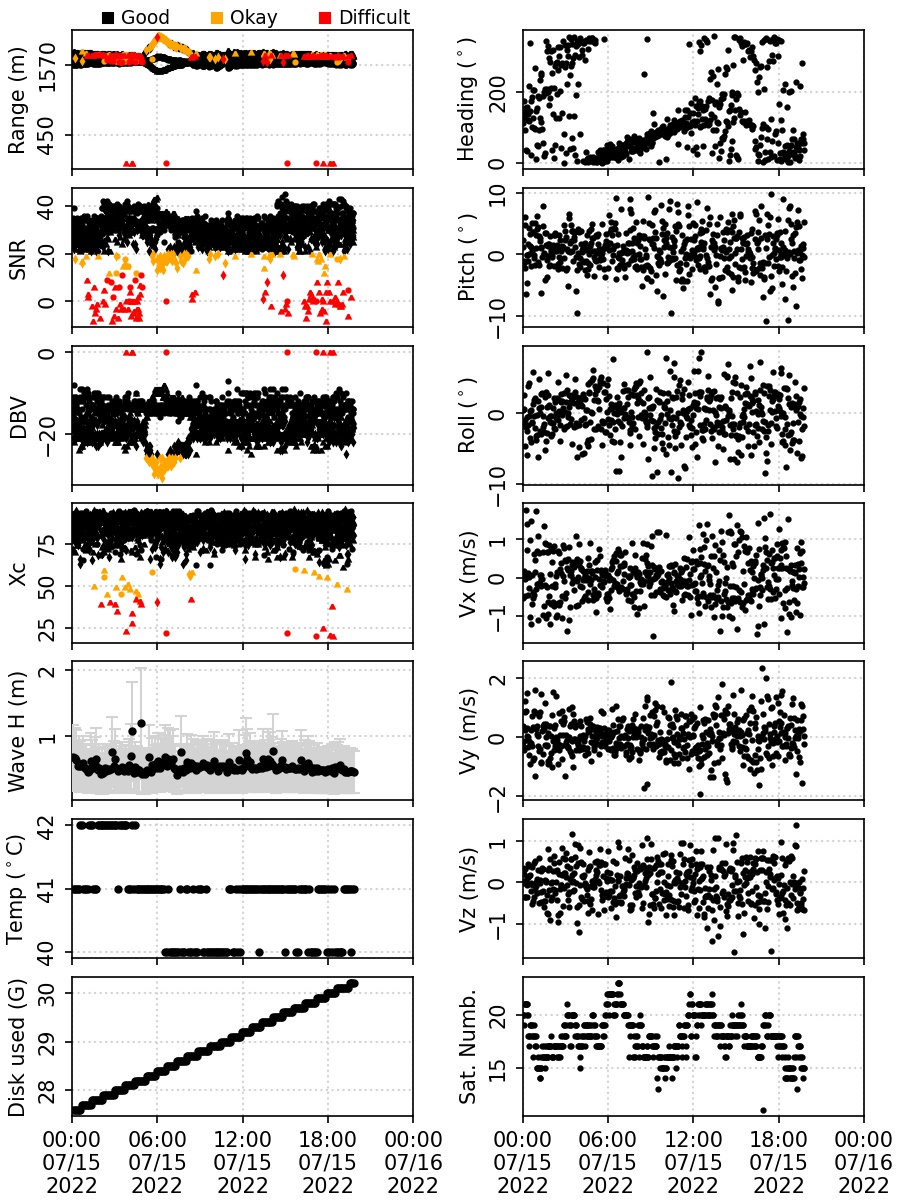 Good Okay Difficult
Range (m)
1570
450
Heading (°)
200
0
SNR
40
20
0
Pitch (°)
10
0
−10
DBV
0
−20
Roll (°)
0
−10
Xc
75
50
25
Vx (m/s)
1
0
−1
Wave H (m)
2
1
Vy (m/s)
2
0
−2
Temp (°C)
42
41
40
Vz (m/s)
1
0
−1
Disk used (G)
30
29
28
Sat. Numb.
20
15
00:00 06:00 12:00 18:00 00:00
07/15 07/15 07/15 07/15 07/16
2022 2022 2022 2022 2022
00:00 06:00 12:00 18:00 00:00
07/15 07/15 07/15 07/15 07/16
2022 2022 2022 2022 2022